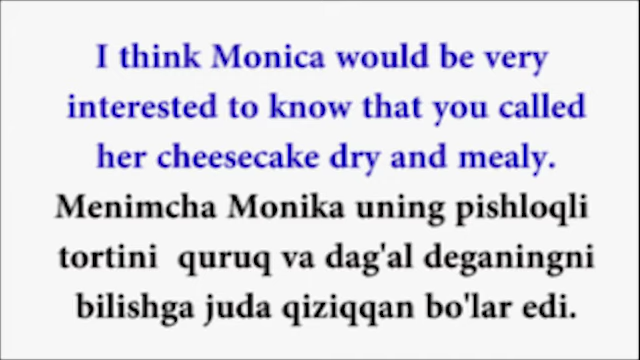 I think Monica would be very
interested to know that you called
her cheesecake dry and mealy.
Menimcha Monika uning pishloqli
tortini quruq va dag'al deganingni
bilishga juda qiziqqan bo'lar edi.